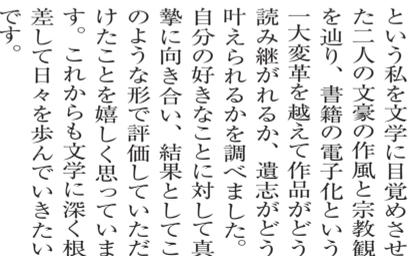 という私を文学に目覚めさせ
た二人の文豪の作風と宗教観
を辿り、書籍の電子化という
一大変革を越えて作品がどう
読み継がれるか、遺志がどう
叶えられるかを調べました。
自分の好きなことに対して真
摯に向き合い、結果としてこ
のような形で評価していただ
けたことを嬉しく思っていま
す。これからも文学に深く根
差して日々を歩んでいきたい
です。